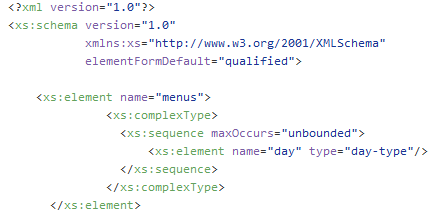 <?xml version="1.0"?>
<xs:schema version="1.0"
xmlns:xs="http://www.w3.org/2001/XMLSchema"
elementFormDefault="qualified">
<xs:element name="menus">
<xs:complexType>
<xs:sequence maxOccurs="unbounded">
<xs:element name="day" type="day-type"/>
</xs:sequence>
</xs:complexType>
</xs:element>